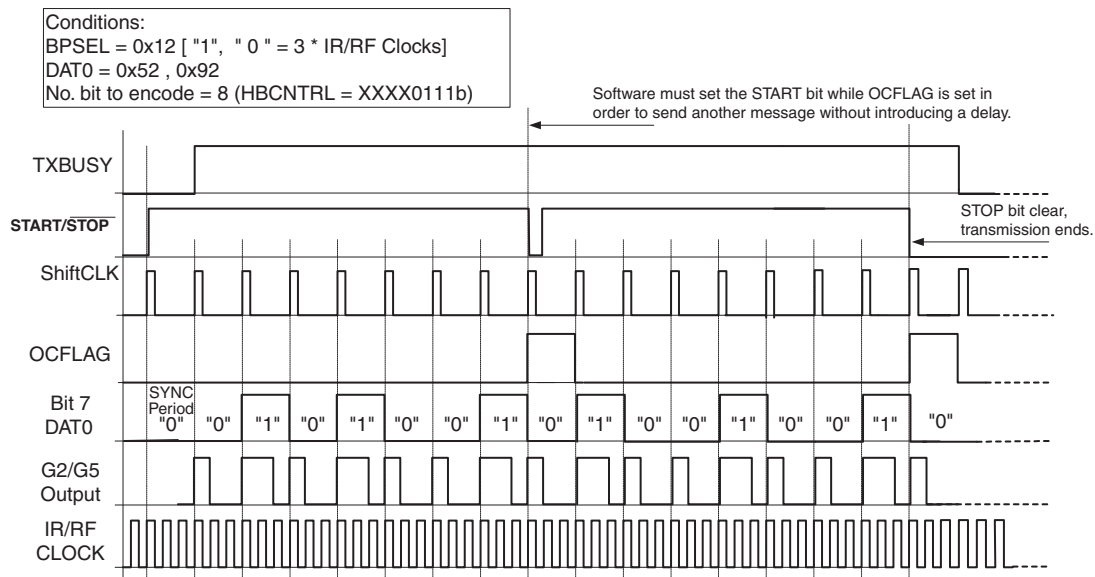 Conditions:
BPSEL = 0x12 [ "1", " 0 " = 3 * IR/RF Clocks]
DAT0 = 0x52 , 0x92
No. bit to encode = 8 (HBCNTRL = XXXX0111b)
Software must set the START bit while OCFLAG is set in
order to send another message without introducing a delay.
TXBUSY
START/STOP
STOP bit clear,
transmission ends.
ShiftCLK
OCFLAG
SYNC
Period
Bit 7
DAT0
"0" "0" "1" "0" "1" "0" "0" "1" "0" "1" "0" "0" "1" "0" "0" "1" "0"
G2/G5
Output
IR/RF
CLOCK